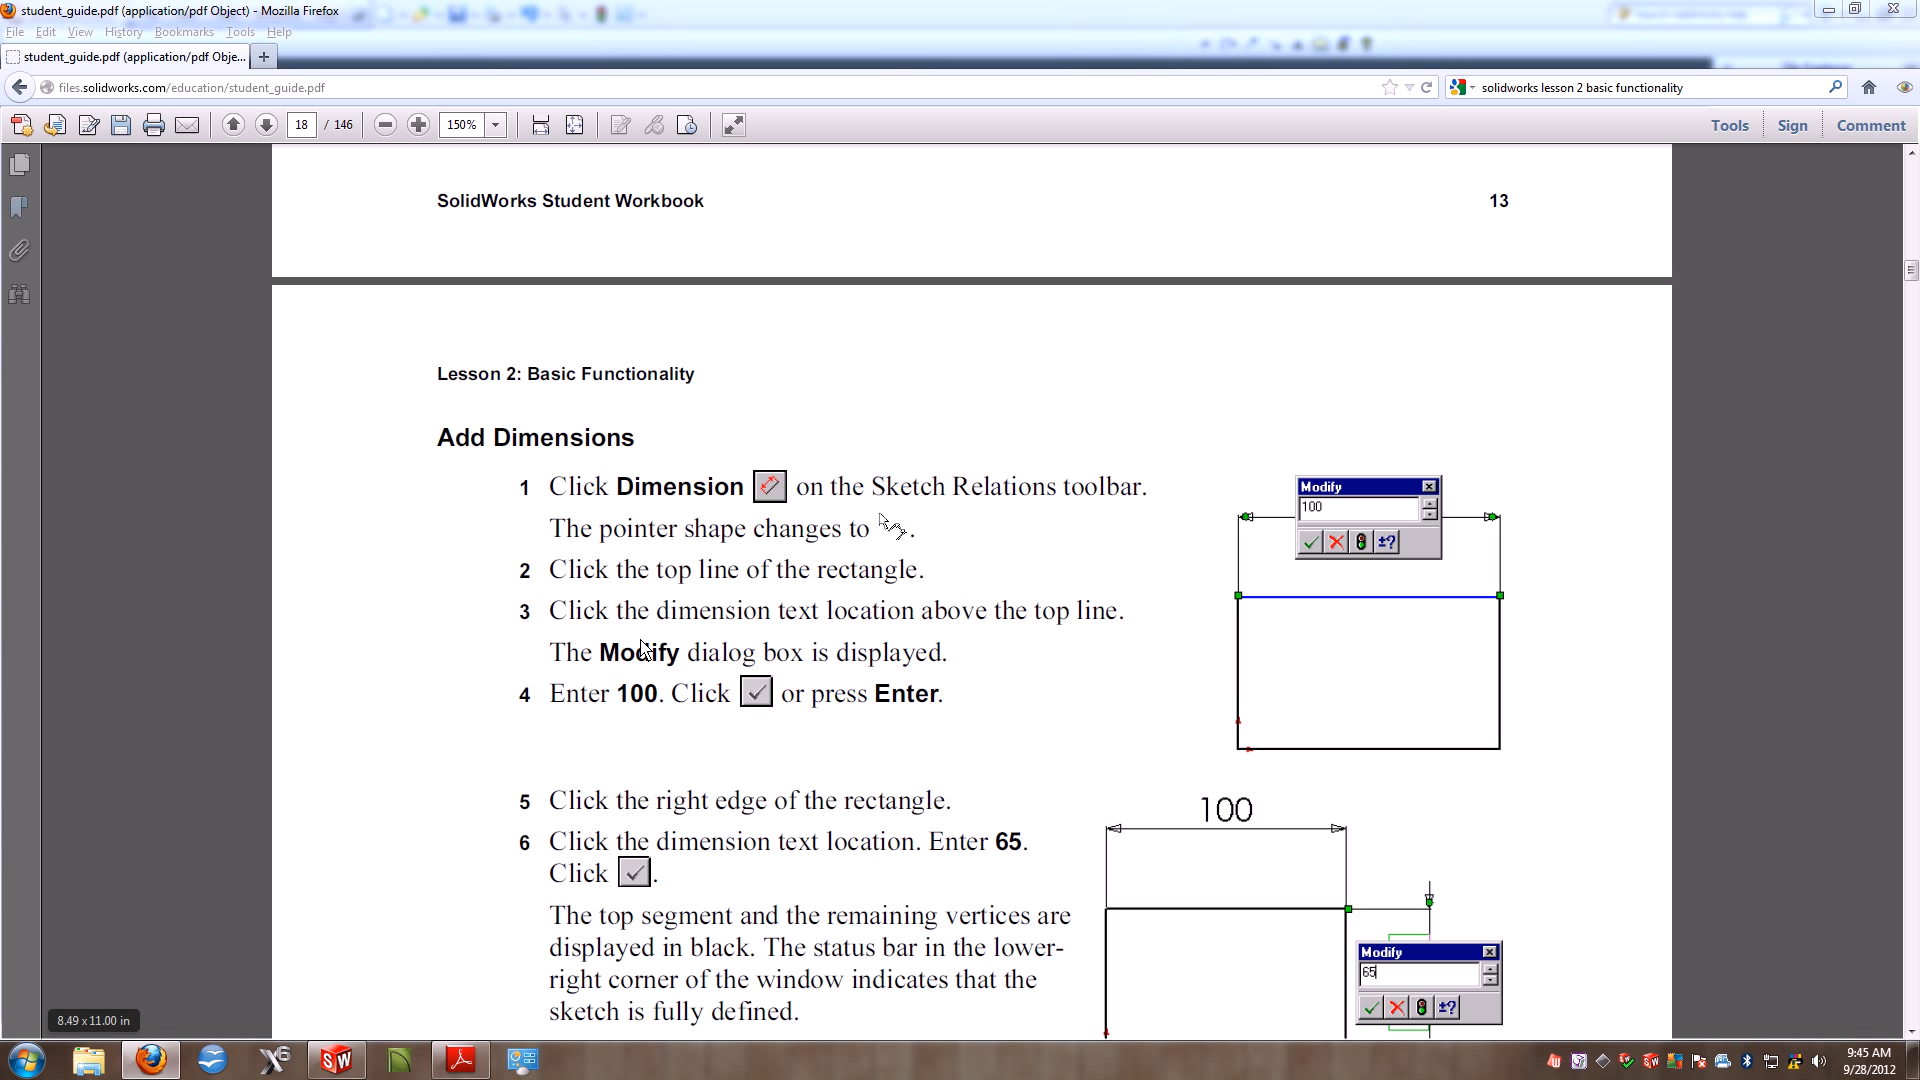 student_guide.pdf (application/pdf Object) - Mozilla Firefox
File Edit View History Bookmarks Tools Help
student_guide.pdf (application/pdf Obje...
files.solidworks.com/education/student_guide.pdf
solidworks lesson 2 basic functionality
18 / 146
150%
Tools Sign Comment
SolidWorks Student Workbook 13
Lesson 2: Basic Functionality
Add Dimensions
1 Click Dimension on the Sketch Relations toolbar.
The pointer shape changes to .
2 Click the top line of the rectangle.
3 Click the dimension text location above the top line.
The Modify dialog box is displayed.
4 Enter 100. Click or press Enter.
Modify
100
±?
5 Click the right edge of the rectangle.
6 Click the dimension text location. Enter 65.
Click .
The top segment and the remaining vertices are
displayed in black. The status bar in the lower-
right corner of the window indicates that the
sketch is fully defined.
100
Modify
65
±?
8.49 x 11.00 in
X6
SW
9:45 AM
9/28/2012